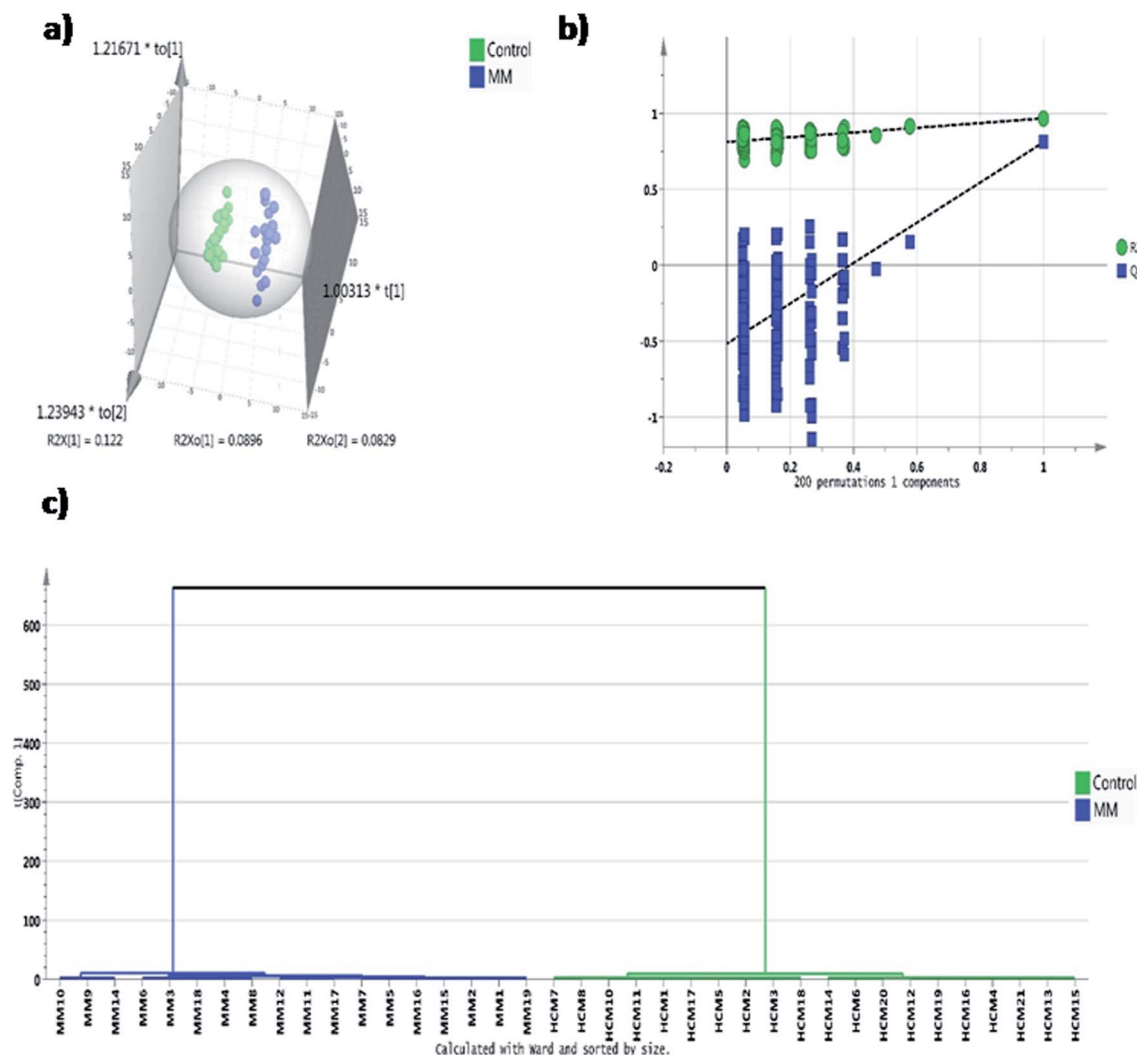 a)
1.21671 * to[1]
Control
MM
1.00313 * t[1]
1.23943 * to[2]
R2X[1] = 0.122
R2Xo[1] = 0.0896
R2Xo[2] = 0.0829
b)
1
0.5
0
-0.5
-1
-0.2
0
0.2
0.4
0.6
0.8
1
200 permutations 1 components
c)
t[Comp. 1]
600
500
400
300
200
100
0
Control
MM
MM10
MM9
MM14
MM6
MM3
MM18
MM4
MM8
MM12
MM11
MM17
MM7
MM5
MM16
MM2
MM1
MM19
HCM7
HCM8
HCM10
HCM11
HCM1
HCM17
HCM5
HCM2
HCM3
HCM18
HCM14
HCM6
HCM20
HCM12
HCM19
HCM16
HCM4
HCM21
HCM13
HCM15
Calculated with Ward and sorted by size.